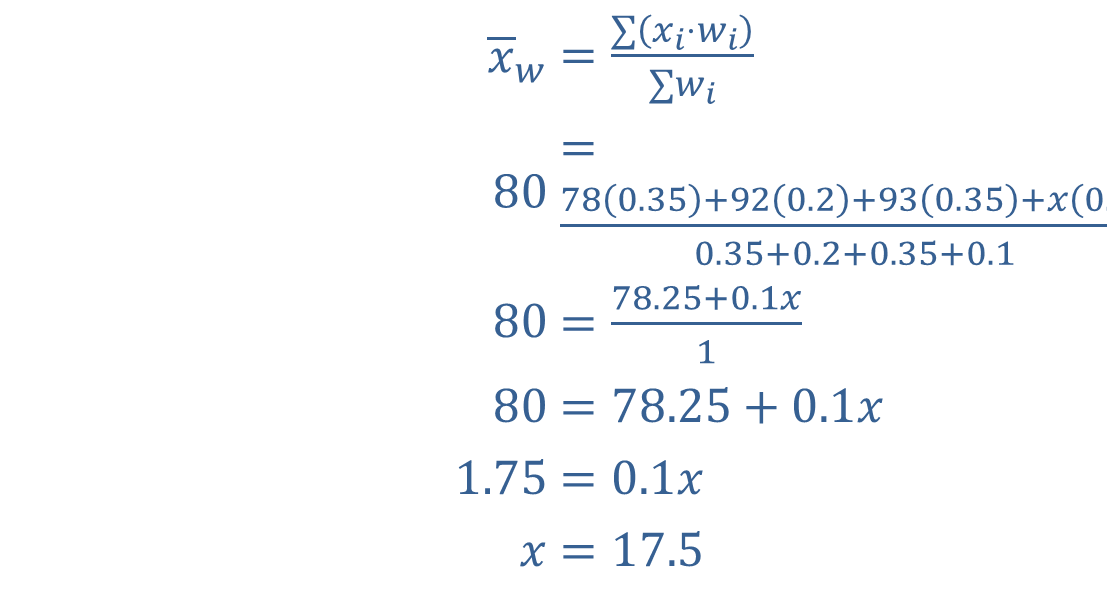 x̅_w = ∑(x_i·w_i) / ∑w_i
80 = 78(0.35)+92(0.2)+93(0.35)+x(0. / 0.35+0.2+0.35+0.1
80 = 78.25+0.1x / 1
80 = 78.25 + 0.1x
1.75 = 0.1x
x = 17.5